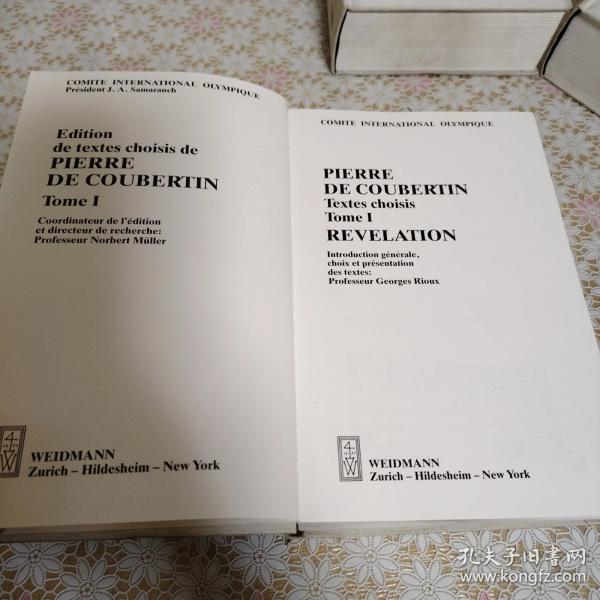 COMITE INTERNATIONAL OLYMPIQUE
Président J. A. Samaranch
Edition
de textes choisis de
PIERRE
DE COUBERTIN
Tome I
Coordinateur de l'édition
et directeur de recherche:
Professeur Norbert Müller
WEIDMANN
Zurich – Hildesheim – New York
COMITE INTERNATIONAL OLYMPIQUE
PIERRE
DE COUBERTIN
Textes choisis
Tome I
REVELATION
Introduction générale,
choix et présentation
des textes:
Professeur Georges Rioux
WEIDMANN
Zurich – Hildesheim – New York
孔夫子旧书网
www.kongfz.com